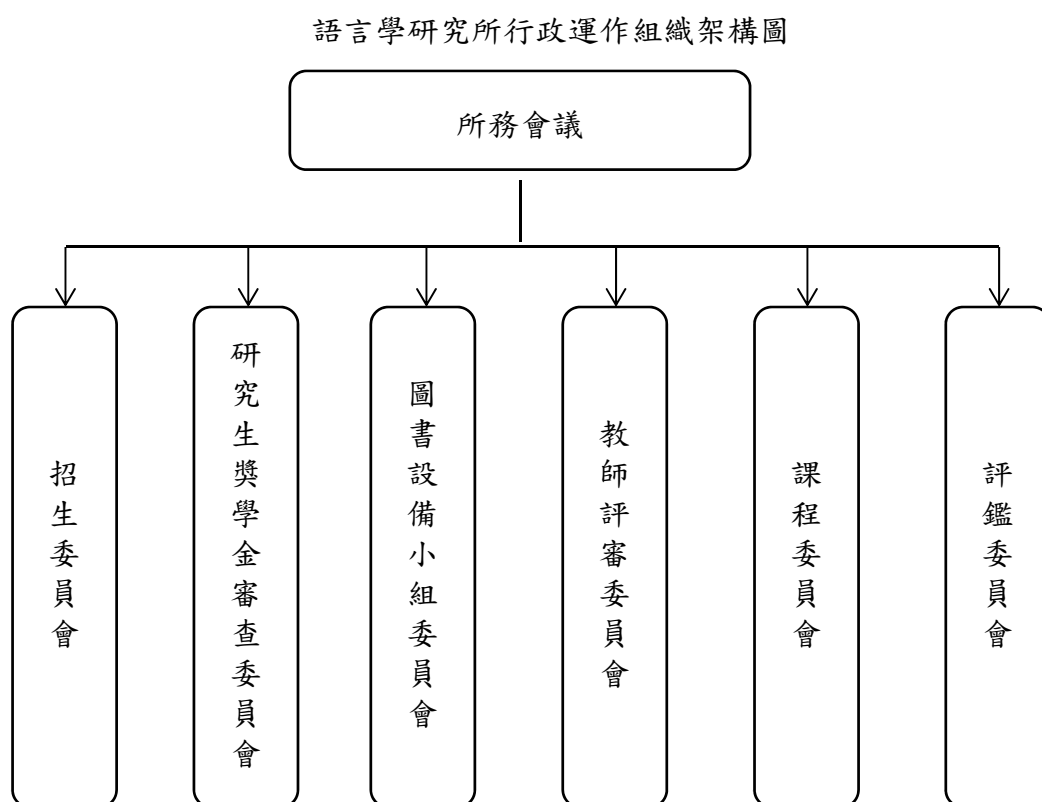 語言學研究所行政運作組織架構圖
所務會議
招生委員會
研究生獎學金審查委員會
圖書設備小組委員會
教師評審委員會
課程委員會
評鑑委員會